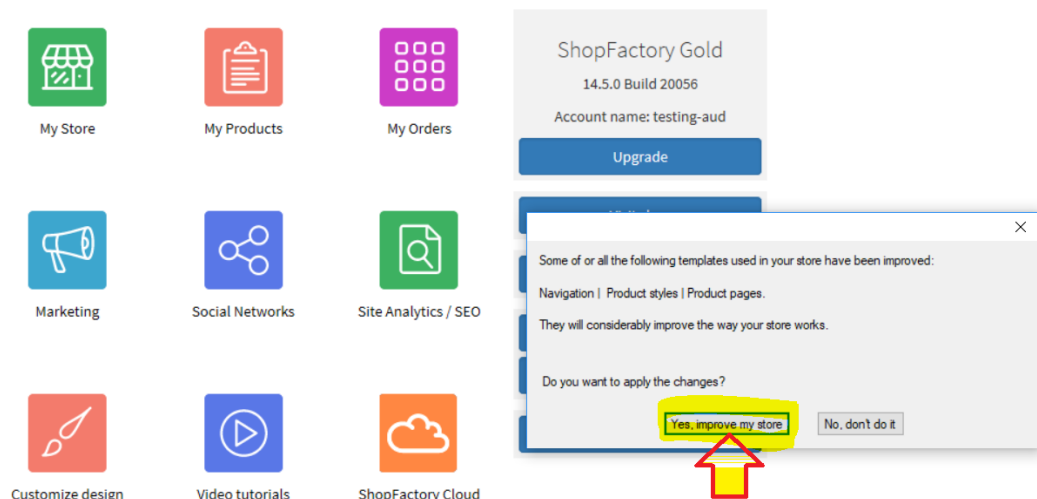 My Store
My Products
My Orders
ShopFactory Gold
14.5.0 Build 20056
Account name: testing-aud
Upgrade
Marketing
Social Networks
Site Analytics / SEO
Some of or all the following templates used in your store have been improved:
Navigation | Product styles | Product pages.
They will considerably improve the way your store works.
Do you want to apply the changes?
Yes, improve my store
No, don't do it
Customize design
Video tutorials
ShopFactory Cloud